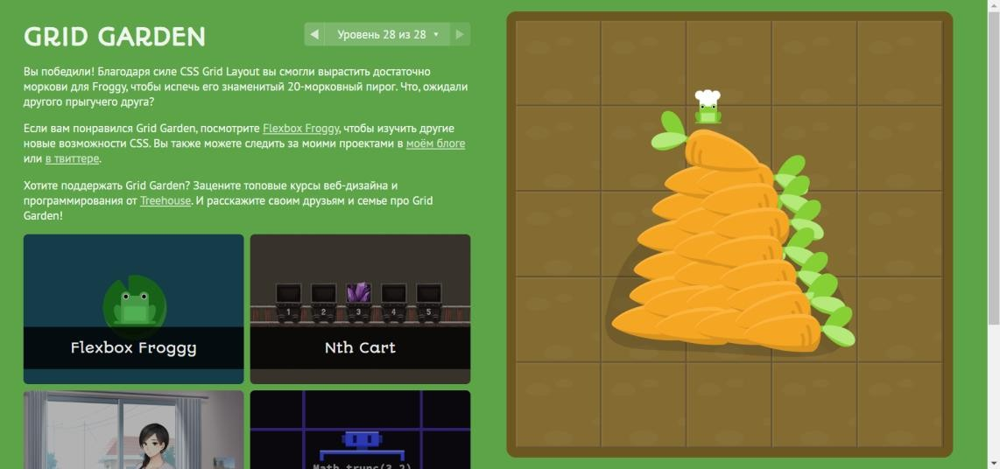 GRID GARDEN
Уровень 28 из 28
Вы победили! Благодаря силе CSS Grid Layout вы смогли вырастить достаточно
моркови для Froggy, чтобы испечь его знаменитый 20-морковный пирог. Что, ожидали
другого прыгучего друга?
Если вам понравился Grid Garden, посмотрите Flexbox Froggy, чтобы изучить другие
новые возможности CSS. Вы также можете следить за моими проектами в моём блоге
или в твиттере.
Хотите поддержать Grid Garden? Зацените топовые курсы веб-дизайна и
программирования от Treehouse. И расскажите своим друзьям и семье про Grid
Garden!
1 2 3 4 5
Flexbox Froggy
Nth Cart
Math.trunc(3.2)